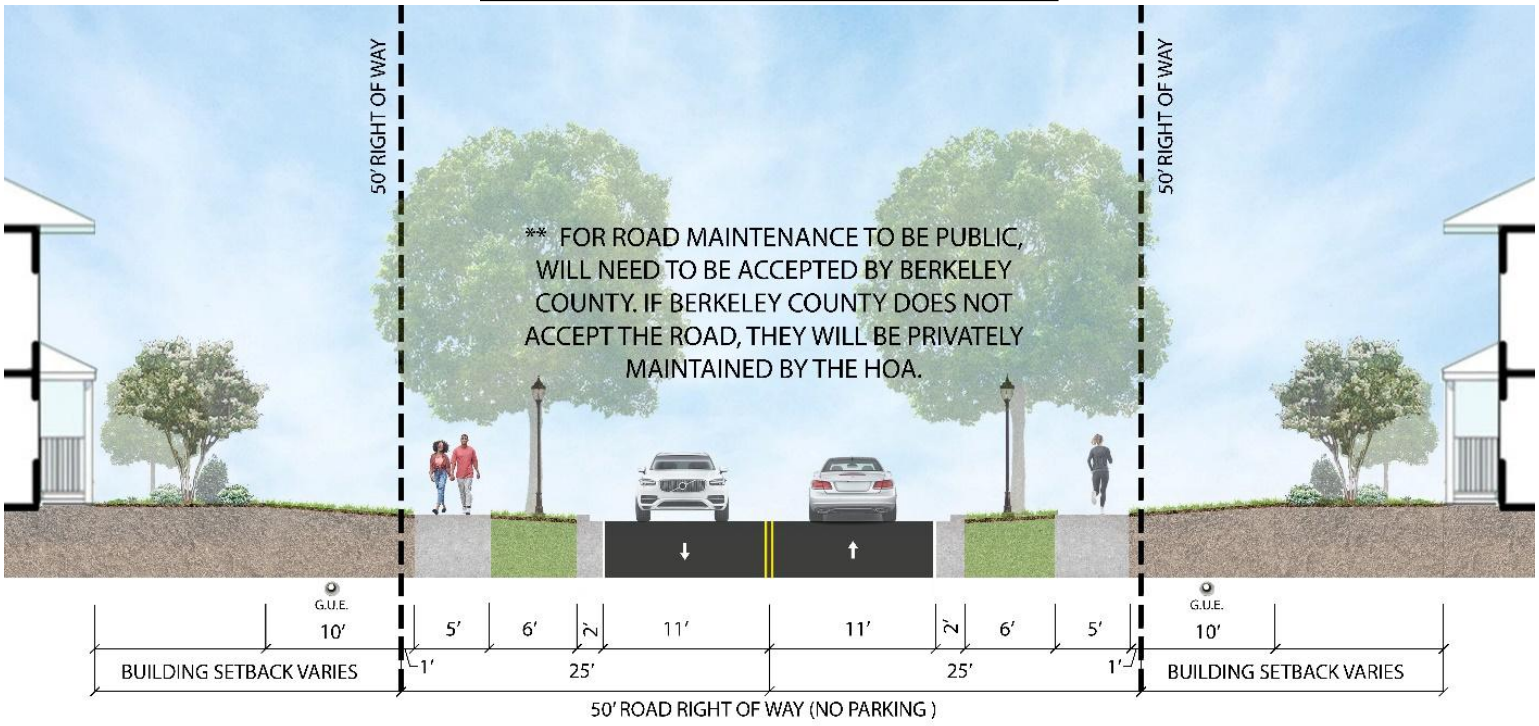 50' RIGHT OF WAY
50' RIGHT OF WAY
** FOR ROAD MAINTENANCE TO BE PUBLIC,
WILL NEED TO BE ACCEPTED BY BERKELEY
COUNTY. IF BERKELEY COUNTY DOES NOT
ACCEPT THE ROAD, THEY WILL BE PRIVATELY
MAINTAINED BY THE HOA.
G.U.E.
G.U.E.
10' 5' 6' 2' 11' 11' 2' 6' 5' 10'
BUILDING SETBACK VARIES 1' 25' 25' 1' BUILDING SETBACK VARIES
50' ROAD RIGHT OF WAY (NO PARKING )